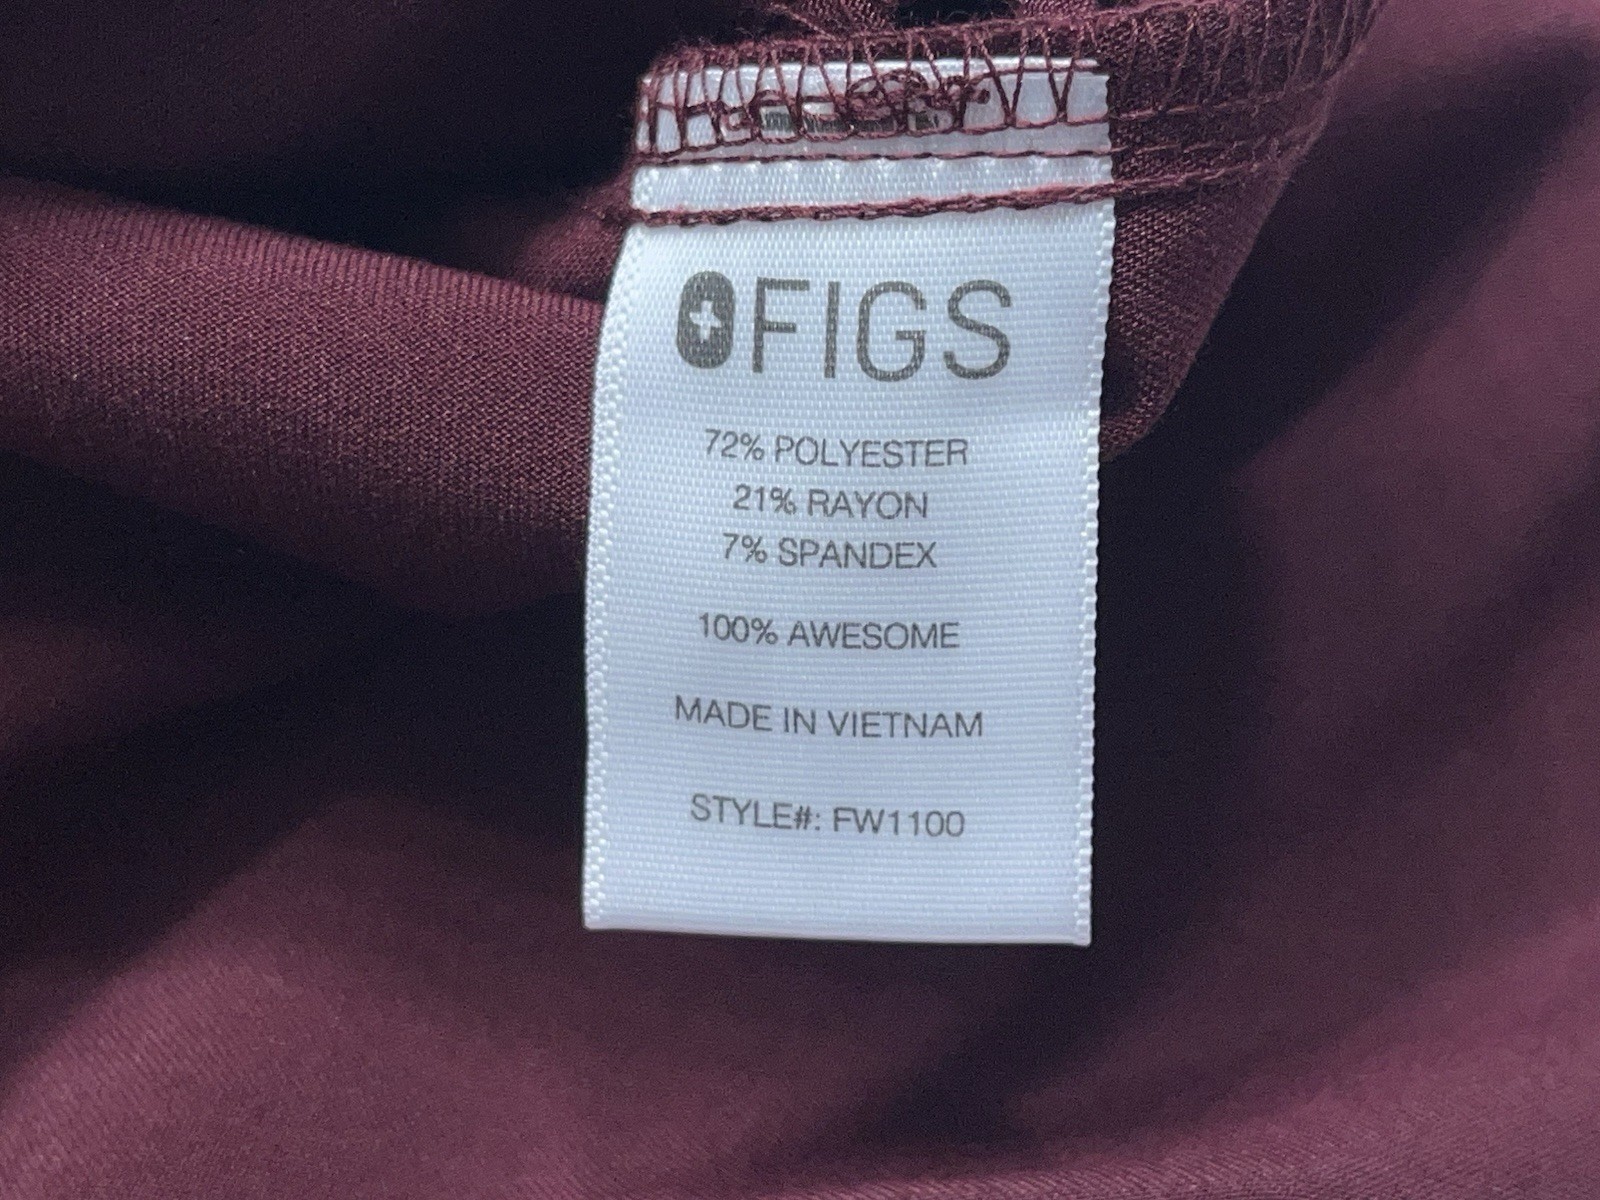 FIGS
72% POLYESTER
21% RAYON
7% SPANDEX
100% AWESOME
MADE IN VIETNAM
STYLE#: FW1100